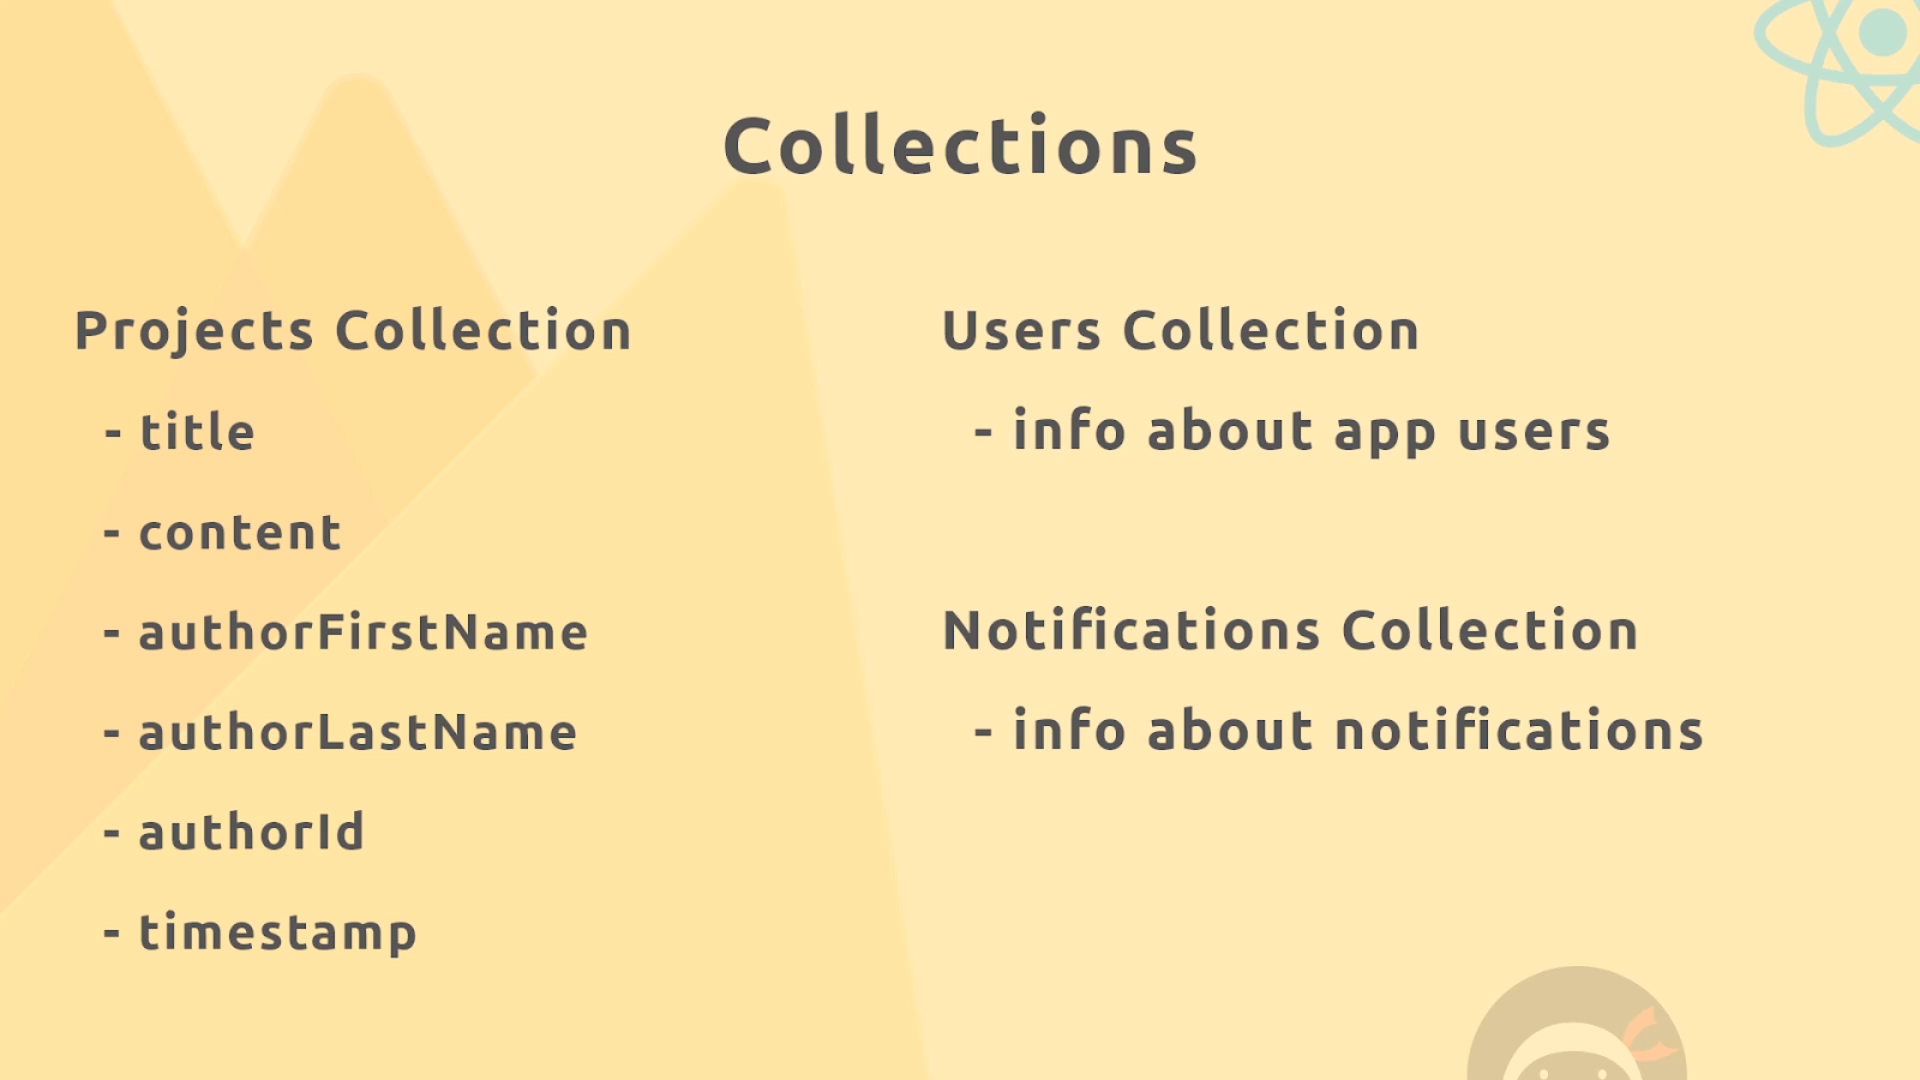 Collections
Projects Collection
- title
- content
- authorFirstName
- authorLastName
- authorId
- timestamp
Users Collection
- info about app users
Notifications Collection
- info about notifications